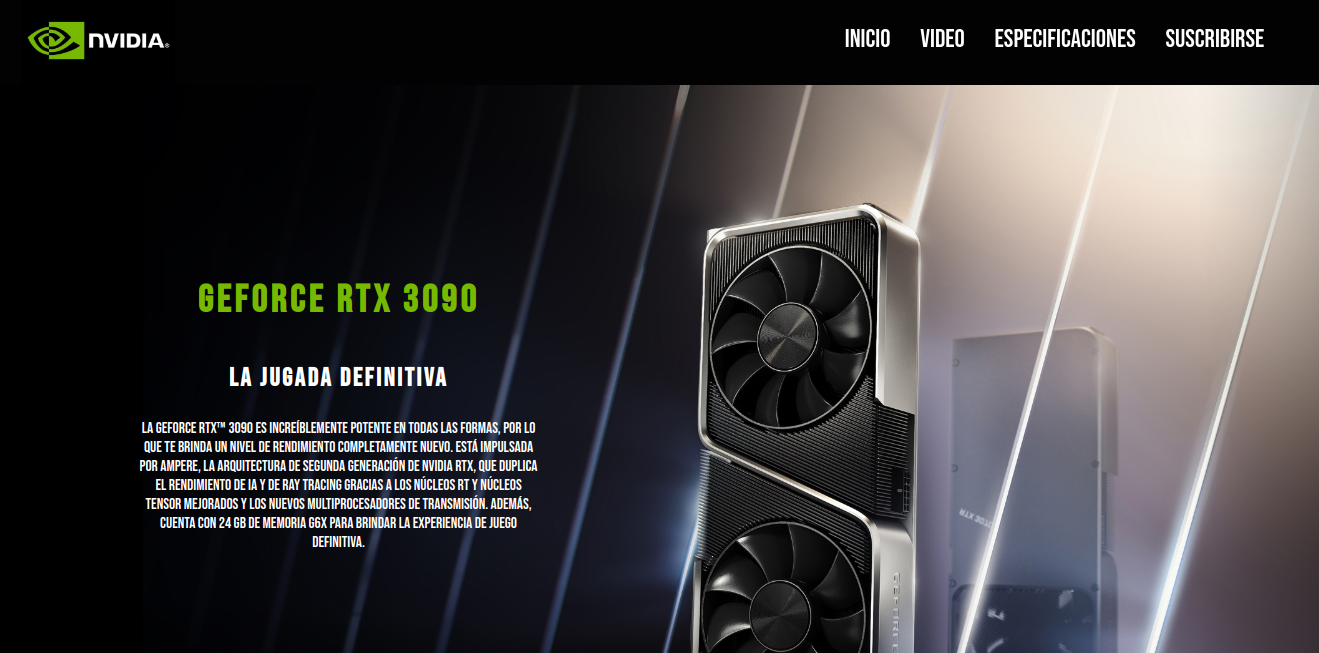 NVIDIA®
INICIO VIDEO ESPECIFICACIONES SUSCRIBIRSE
GEFORCE RTX 3090
LA JUGADA DEFINITIVA
LA GEFORCE RTX™ 3090 ES INCREÍBLEMENTE POTENTE EN TODAS LAS FORMAS, POR LO
QUE TE BRINDA UN NIVEL DE RENDIMIENTO COMPLETAMENTE NUEVO. ESTÁ IMPULSADA
POR AMPERE, LA ARQUITECTURA DE SEGUNDA GENERACIÓN DE NVIDIA RTX, QUE DUPLICA
EL RENDIMIENTO DE IA Y DE RAY TRACING GRACIAS A LOS NÚCLEOS RT Y NÚCLEOS
TENSOR MEJORADOS Y LOS NUEVOS MULTIPROCESADORES DE TRANSMISIÓN. ADEMÁS,
CUENTA CON 24 GB DE MEMORIA G6X PARA BRINDAR LA EXPERIENCIA DE JUEGO
DEFINITIVA.